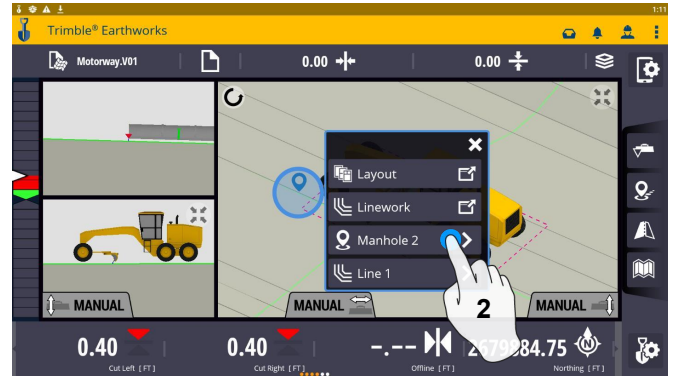 1:11
Trimble® Earthworks
Motorway.V01
0.00
0.00
Layout
Linework
Manhole 2
Line 1
2
MANUAL
MANUAL
MANUAL
0.40
0.40
-.--
2679884.75
N
Cut Left [FT]
Cut Right [FT]
Offline [FT]
Northing [FT]